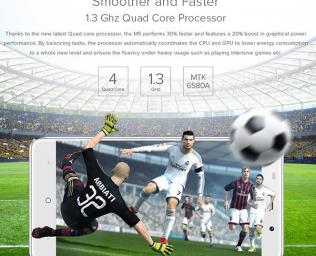 Smoother and Faster
1.3 Ghz Quad Core Processor
Thanks to the new latest Quad core processor, the M5 performs 30% faster and features a 20% boost in graphical power
performance. By balancing tasks, the processor automatically coordinates the CPU and GPU to lower energy consumption
to a whole new level and ensure the fluency under heavy usage such as playing intensive games etc.
4
Quad Core
1.3
GHz
MTK
6580A
ABBIATI
32
7